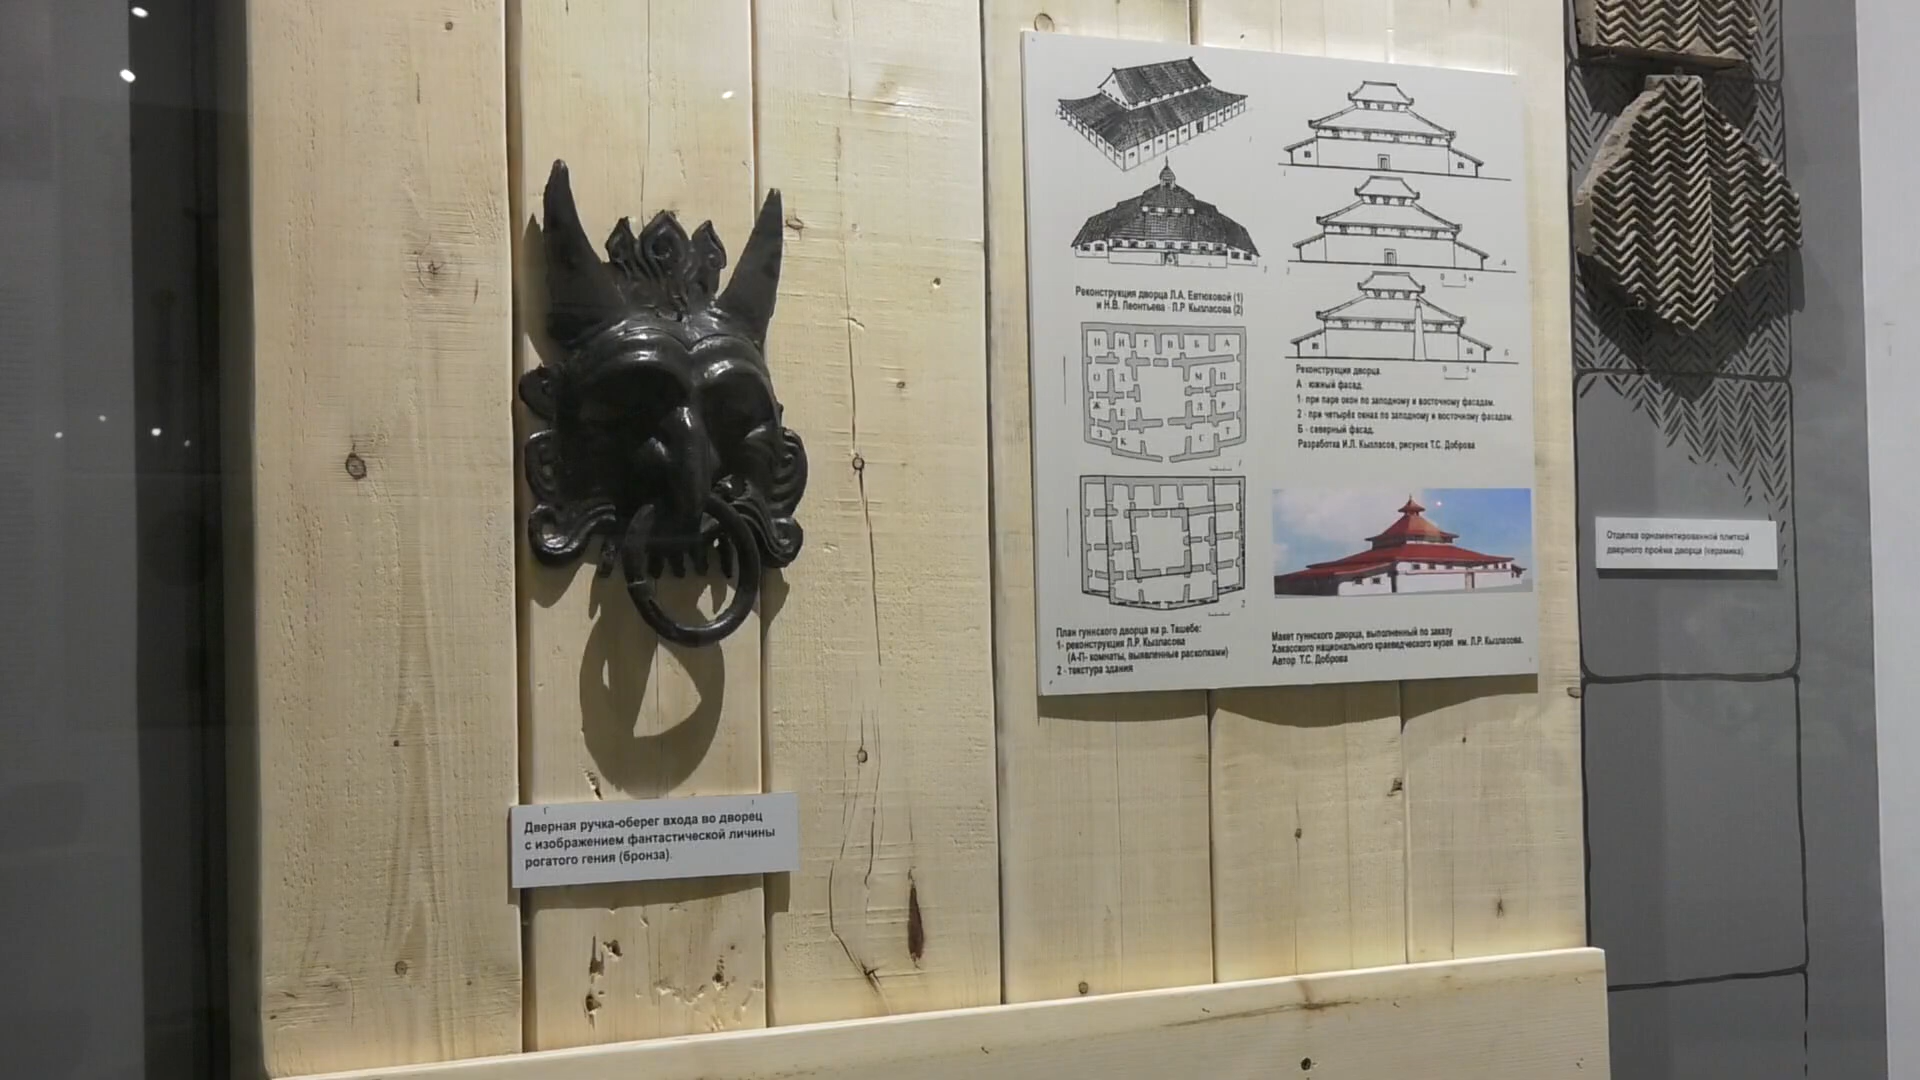 Дверная ручка-оберег входа во дворец
с изображением фантастической личины
рогатого гения (бронза).
Реконструкция дворца Л.А. Евтюховой (1)
и Н.В. Леонтьева - Л.Р. Кызласова (2)
План гуннского дворца на р. Ташебе:
1- реконструкция Л.Р. Кызласова
(А-П- комнаты, выявленные раскопками)
2 - текстура здания
Реконструкция дворца.
А - южный фасад.
1- при паре окон по западному и восточному фасадам.
2 - при четырёх окнах по западному и восточному фасадам.
Б - северный фасад.
Разработка И.Л. Кызласов, рисунок Т.С. Доброва
Макет гуннского дворца, выполненный по заказу
Хакасского национального краеведческого музея им. Л.Р. Кызласова.
Автор Т.С. Доброва
Отделка орнаментированной плиткой
дверного проёма дворца (керамика).